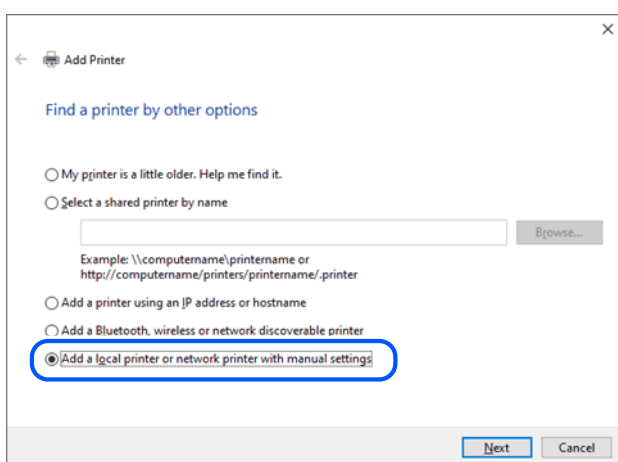 Add Printer
Find a printer by other options
My printer is a little older. Help me find it.
Select a shared printer by name
Browse...
Example: \\computername\printername or
http://computername/printers/printername/.printer
Add a printer using an IP address or hostname
Add a Bluetooth, wireless or network discoverable printer
Add a local printer or network printer with manual settings
Next Cancel